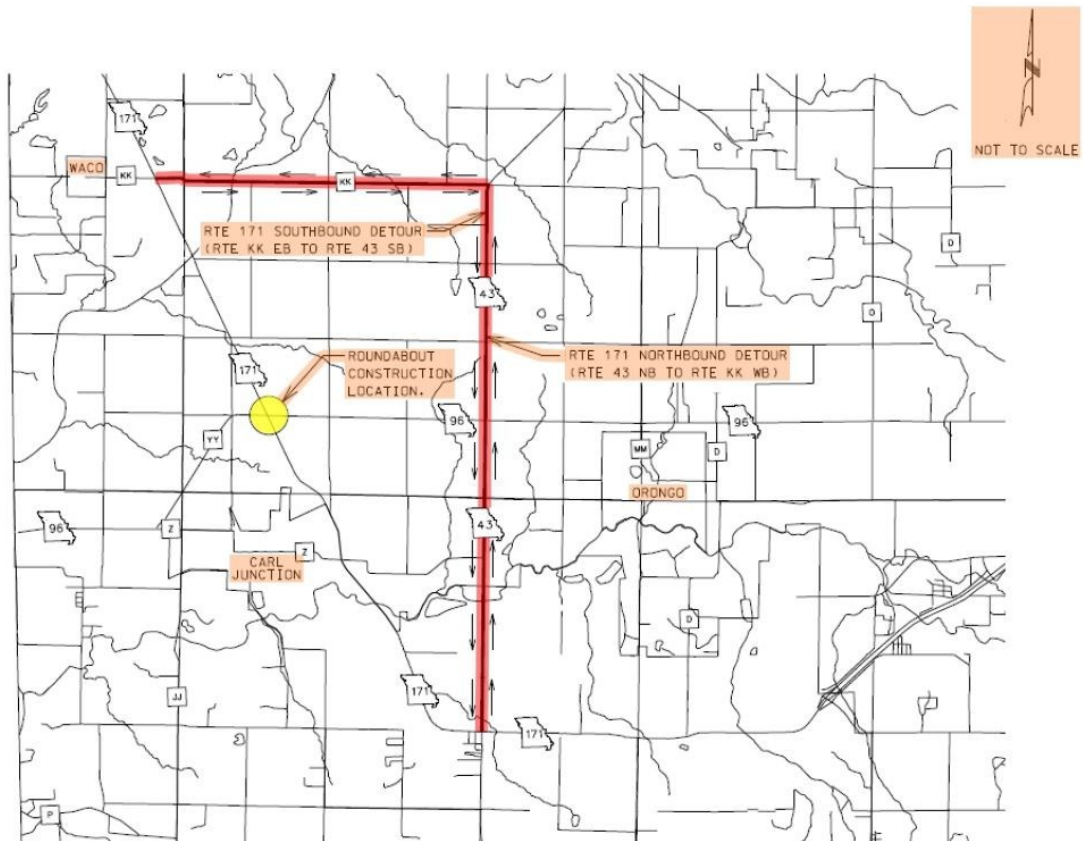 N
NOT TO SCALE
171
WACO
KK
KK
RTE 171 SOUTHBOUND DETOUR
(RTE KK EB TO RTE 43 SB)
D
43
D
ROUNDABOUT
CONSTRUCTION
LOCATION.
RTE 171 NORTHBOUND DETOUR
(RTE 43 NB TO RTE KK WB)
171
96
96
YY
MM
D
ORONGO
96
Z
43
Z
CARL
JUNCTION
D
171
JJ
171
P